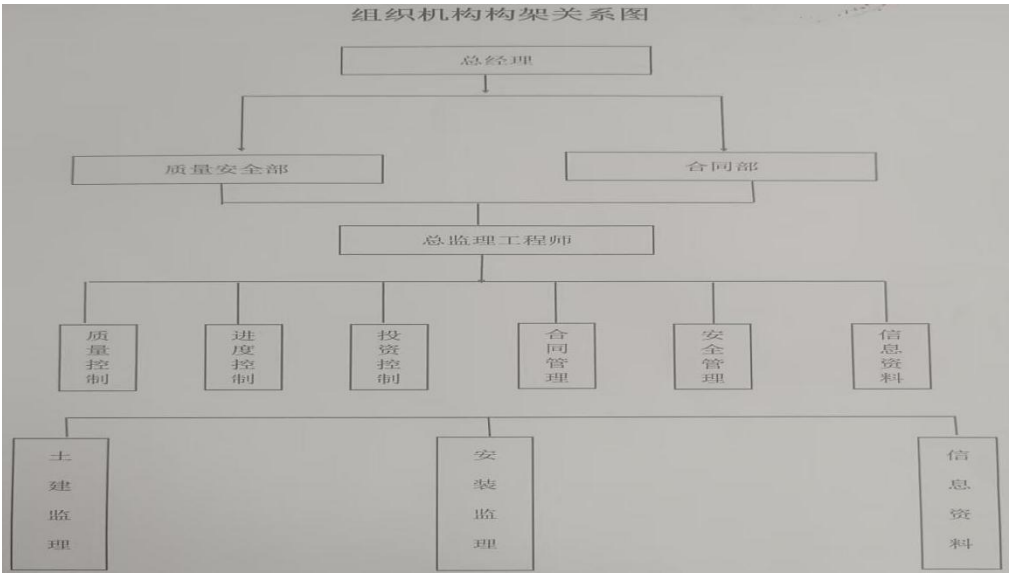 组织机构构架关系图
总经理
质量安全部
合同部
总监理工程师
质量控制
进度控制
投资控制
合同管理
安全管理
信息资料
土建监理
安装监理
信息资料